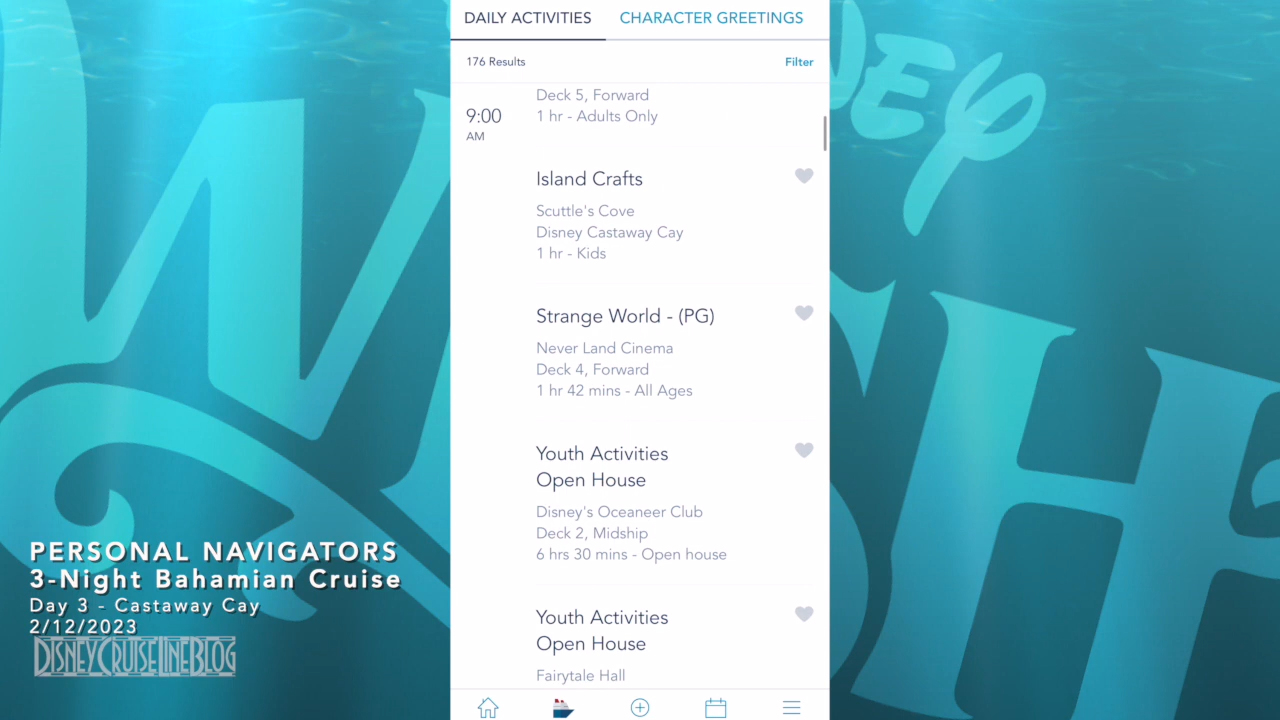 DAILY ACTIVITIES
CHARACTER GREETINGS
176 Results
Filter
9:00
AM
Deck 5, Forward
1 hr - Adults Only
Island Crafts
Scuttle's Cove
Disney Castaway Cay
1 hr - Kids
Strange World - (PG)
Never Land Cinema
Deck 4, Forward
1 hr 42 mins - All Ages
Youth Activities
Open House
Disney's Oceaneer Club
Deck 2, Midship
6 hrs 30 mins - Open house
Youth Activities
Open House
Fairytale Hall
PERSONAL NAVIGATORS
3-Night Bahamian Cruise
Day 3 - Castaway Cay
2/12/2023
DISNEYCRUISELINEBLOG